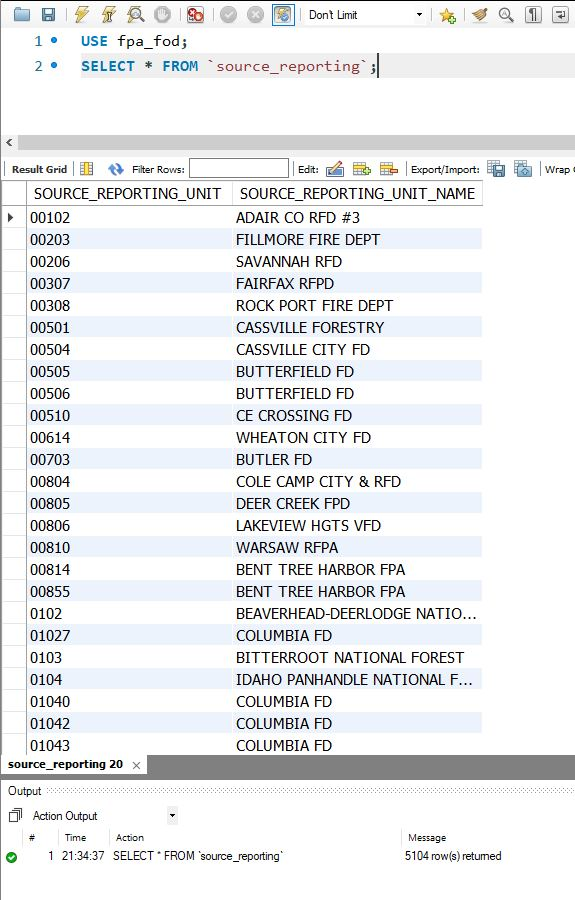 Don't Limit
1 USE fpa_fod;
2 SELECT * FROM `source_reporting`;
Result Grid Filter Rows: Edit: Export/Import: Wrap C
SOURCE_REPORTING_UNIT SOURCE_REPORTING_UNIT_NAME
00102 ADAIR CO RFD #3
00203 FILLMORE FIRE DEPT
00206 SAVANNAH RFD
00307 FAIRFAX RFPD
00308 ROCK PORT FIRE DEPT
00501 CASSVILLE FORESTRY
00504 CASSVILLE CITY FD
00505 BUTTERFIELD FD
00506 BUTTERFIELD FD
00510 CE CROSSING FD
00614 WHEATON CITY FD
00703 BUTLER FD
00804 COLE CAMP CITY & RFD
00805 DEER CREEK FPD
00806 LAKEVIEW HGTS VFD
00810 WARSAW RFPA
00814 BENT TREE HARBOR FPA
00855 BENT TREE HARBOR FPA
0102 BEAVERHEAD-DEERLODGE NATIO...
01027 COLUMBIA FD
0103 BITTERROOT NATIONAL FOREST
0104 IDAHO PANHANDLE NATIONAL F...
01040 COLUMBIA FD
01042 COLUMBIA FD
01043 COLUMBIA FD
source_reporting 20
Output
Action Output
# Time Action Message
1 21:34:37 SELECT * FROM `source_reporting` 5104 row(s) returned